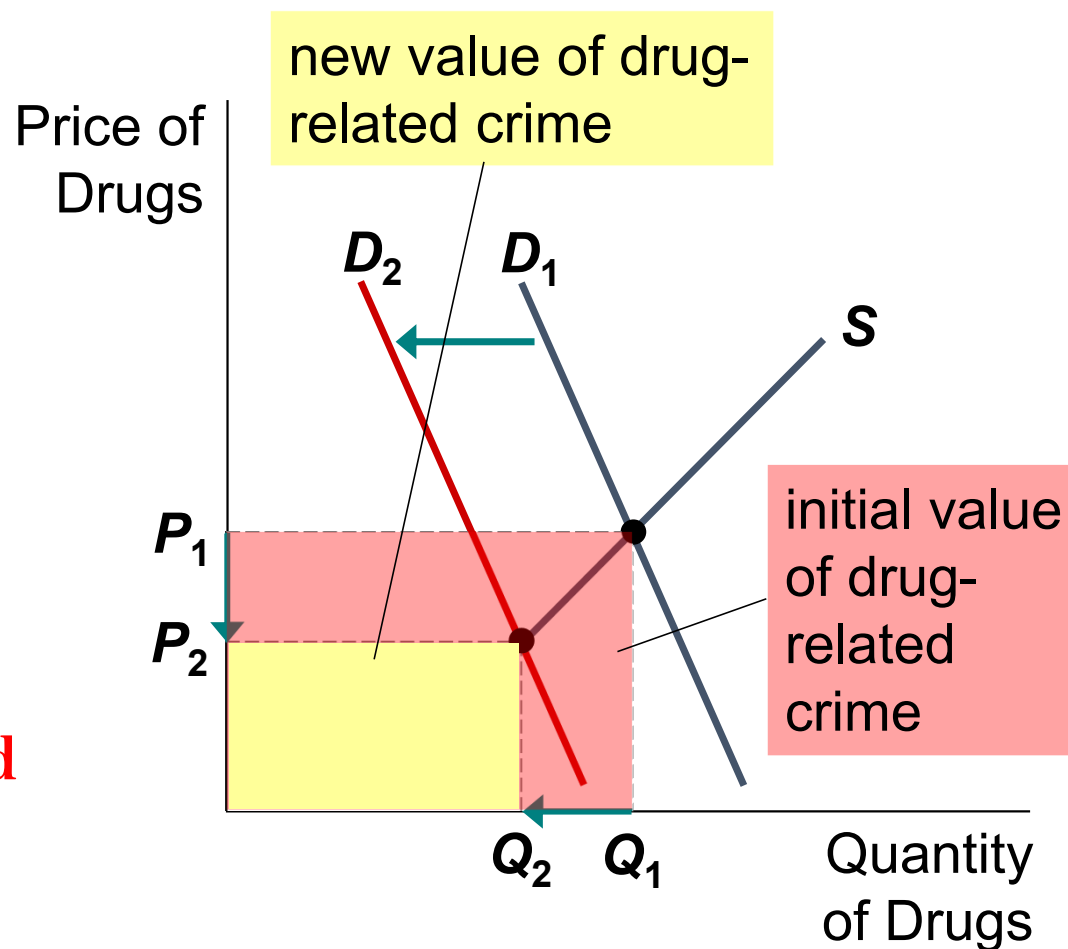 new value of drug-
related crime
Price of
Drugs
D2
D1
S
P1
initial value
of drug-
related
crime
P2
d
Q2
Q1
Quantity
of Drugs